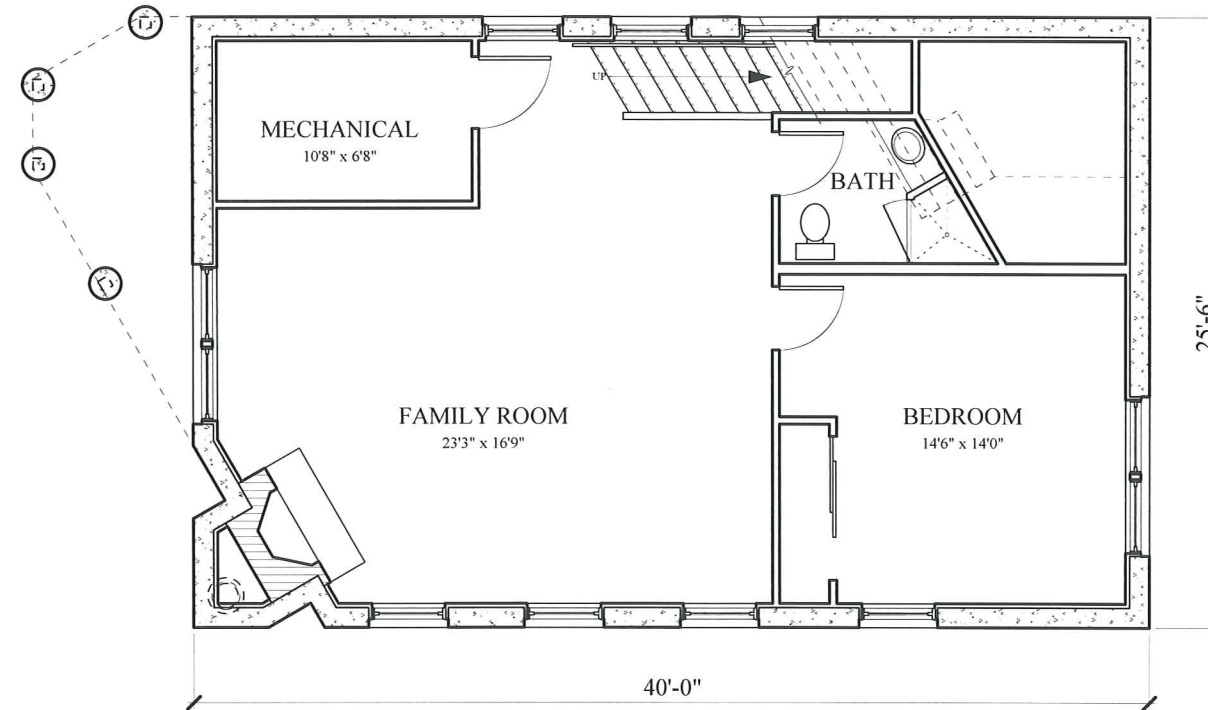 UP
MECHANICAL
10'8" x 6'8"
BATH
25'-6"
FAMILY ROOM
23'3" x 16'9"
BEDROOM
14'6" x 14'0"
40'-0"